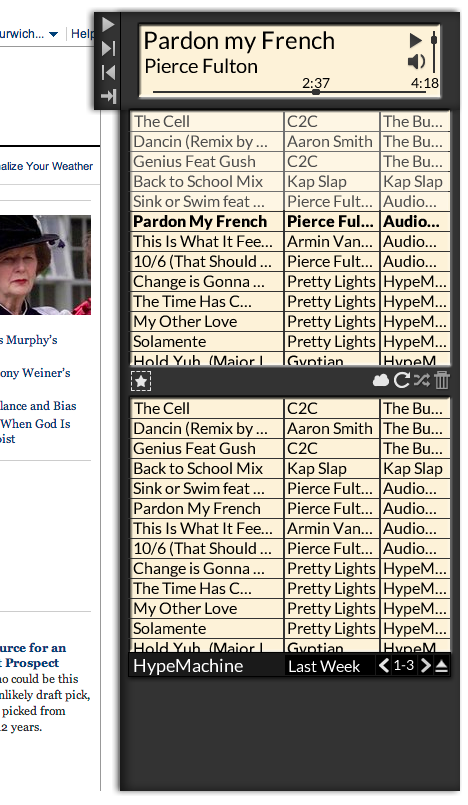 urwich...
Help
alize Your Weather
s Murphy's
ony Weiner's
lance and Bias
When God Is
oist
urce for an
t Prospect
ho could be this
nlikely draft pick,
picked from
12 years.
Pardon my French
Pierce Fulton
2:37 4:18
The Cell C2C The Bu...
Dancin (Remix by ... Aaron Smith The Bu...
Genius Feat Gush C2C The Bu...
Back to School Mix Kap Slap Kap Slap
Sink or Swim feat ... Pierce Fult... Audio...
Pardon My French Pierce Ful... Audio...
This Is What It Fee... Armin Van... Audio...
10/6 (That Should ... Pierce Fult... Audio...
Change is Gonna ... Pretty Lights HypeM...
The Time Has C... Pretty Lights HypeM...
My Other Love Pretty Lights HypeM...
Solamente Pretty Lights HypeM...
Hold Yuh (Major L Gyptian HypeM
The Cell C2C The Bu...
Dancin (Remix by ... Aaron Smith The Bu...
Genius Feat Gush C2C The Bu...
Back to School Mix Kap Slap Kap Slap
Sink or Swim feat ... Pierce Fult... Audio...
Pardon My French Pierce Fult... Audio...
This Is What It Fee... Armin Van... Audio...
10/6 (That Should ... Pierce Fult... Audio...
Change is Gonna ... Pretty Lights HypeM...
The Time Has C... Pretty Lights HypeM...
My Other Love Pretty Lights HypeM...
Solamente Pretty Lights HypeM...
Hold Yuh (Major L Gyptian HypeM
HypeMachine Last Week 1-3